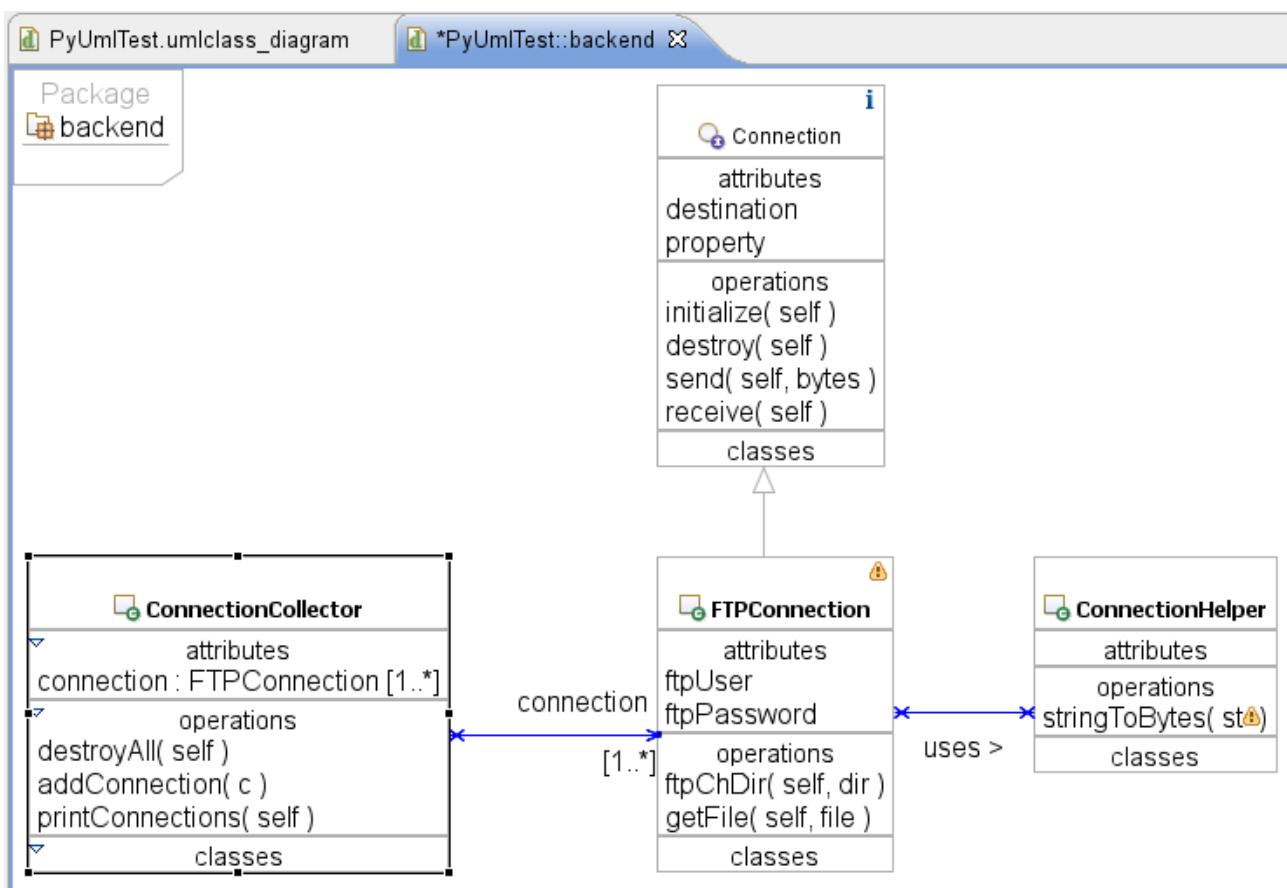 PyUmlTest.umlclass_diagram
*PyUmlTest::backend
Package
backend
Connection
attributes
destination
property
operations
initialize( self )
destroy( self )
send( self, bytes )
receive( self )
classes
ConnectionCollector
attributes
connection : FTPConnection [1..*]
operations
destroyAll( self )
addConnection( c )
printConnections( self )
classes
connection
[1..*]
FTPConnection
attributes
ftpUser
ftpPassword
operations
ftpChDir( self, dir )
getFile( self, file )
classes
uses >
ConnectionHelper
attributes
operations
stringToBytes( st )
classes